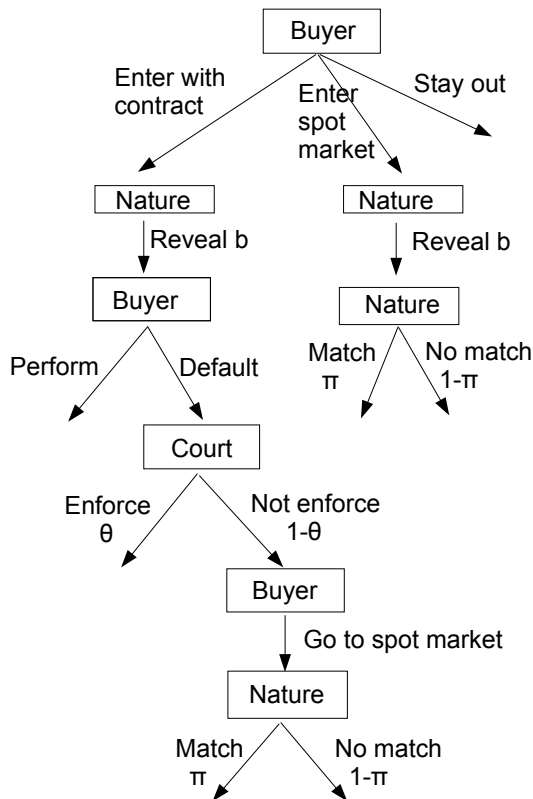 Buyer
Enter with
contract
Enter
spot
market
Stay out
Nature
Nature
Reveal b
Reveal b
Buyer
Nature
Perform
Default
Match
π
No match
1-π
Court
Enforce
θ
Not enforce
1-θ
Buyer
Go to spot market
Nature
Match
π
No match
1-π